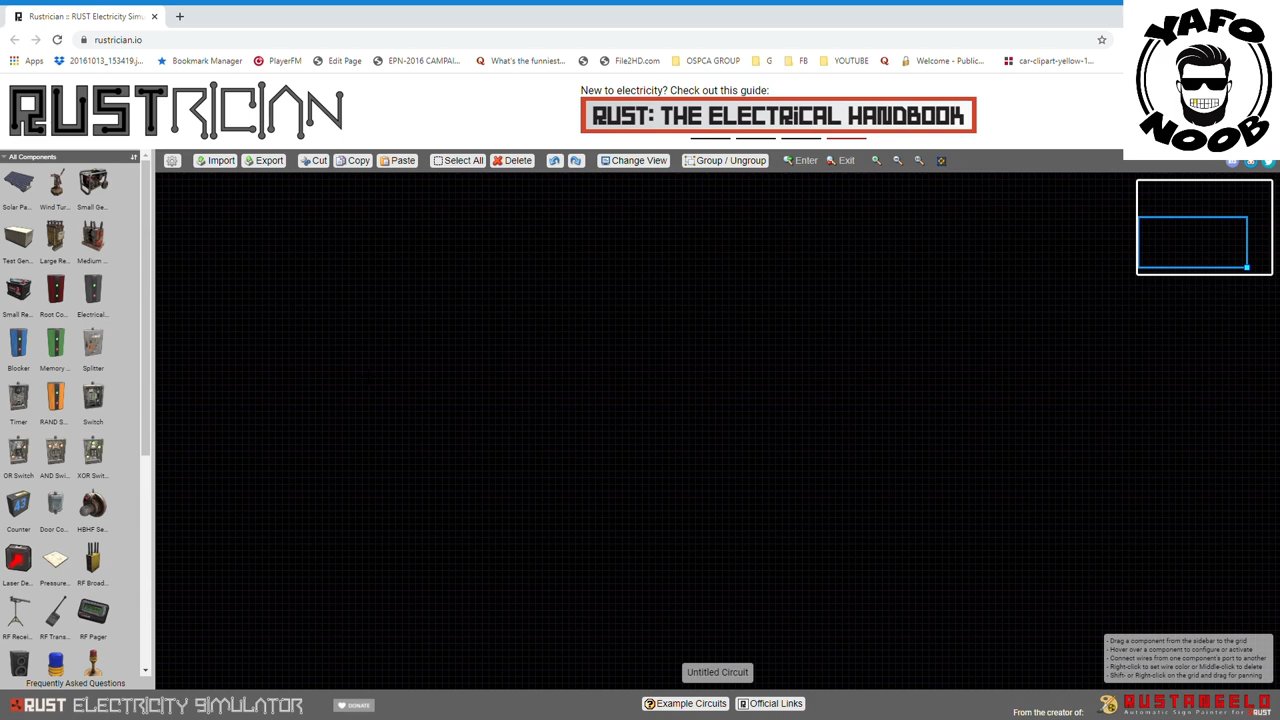 Rustrician :: RUST Electricity Simu
rustrician.io
YAFO
NOOB
Apps
20161013_153419.j...
Bookmark Manager
PlayerFM
Edit Page
EPN-2016 CAMPAI...
What's the funniest...
File2HD.com
OSPCA GROUP
G
FB
YOUTUBE
Welcome - Public...
car-clipart-yellow-1...
RUSTRICIAN
New to electricity? Check out this guide:
RUST: THE ELECTRICAL HANDBOOK
All Components
Import
Export
Cut
Copy
Paste
Select All
Delete
Change View
Group / Ungroup
Enter
Exit
Solar Pa...
Wind Tur...
Small Ge...
Test Gen...
Large Re...
Medium ...
Small Re...
Root Co...
Electrical...
Blocker
Memory ...
Splitter
Timer
RAND S...
Switch
OR Switch
AND Swi...
XOR Swit...
43
Counter
Door Co...
HBHF Se...
Laser De...
Pressure...
RF Broad...
RF Recei...
RF Trans...
RF Pager
Frequently Asked Questions
Untitled Circuit
- Drag a component from the sidebar to the grid
- Hover over a component to configure or activate
- Connect wires from one component's port to another
- Right-click to set wire color or Middle-click to delete
- Shift- or Right-click on the grid and drag for panning
RUST ELECTRICITY SIMULATOR
DONATE
Example Circuits
Official Links
From the creator of:
RUSTANGELO
Automatic Sign Painter for RUST